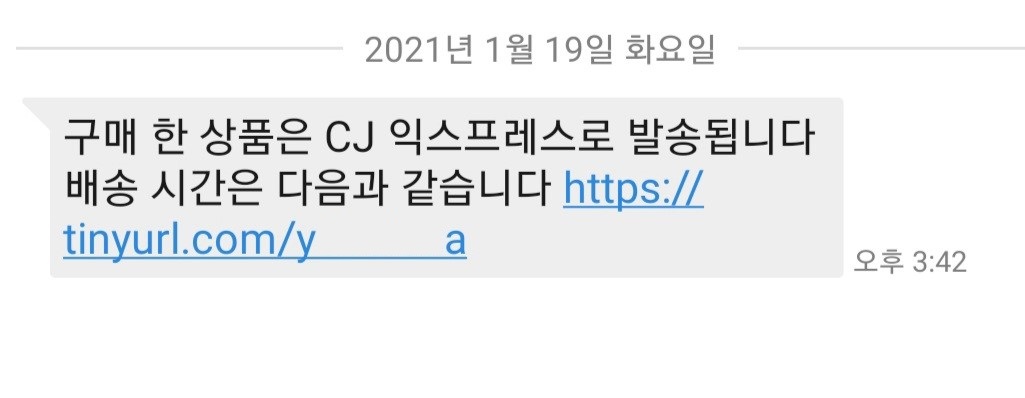 2021년 1월 19일 화요일
구매 한 상품은 CJ 익스프레스로 발송됩니다
배송 시간은 다음과 같습니다 https://
tinyurl.com/y a
오후 3:42